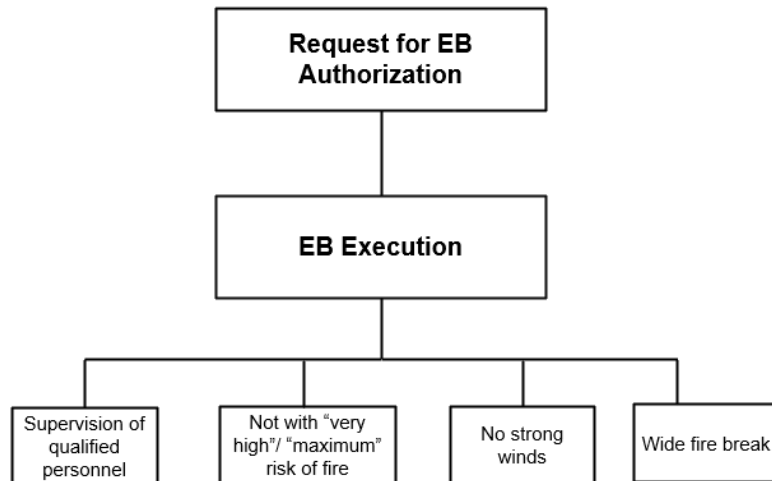 Request for EB
Authorization
EB Execution
Supervision of
qualified
personnel
Not with “very
high”/ “maximum”
risk of fire
No strong
winds
Wide fire break